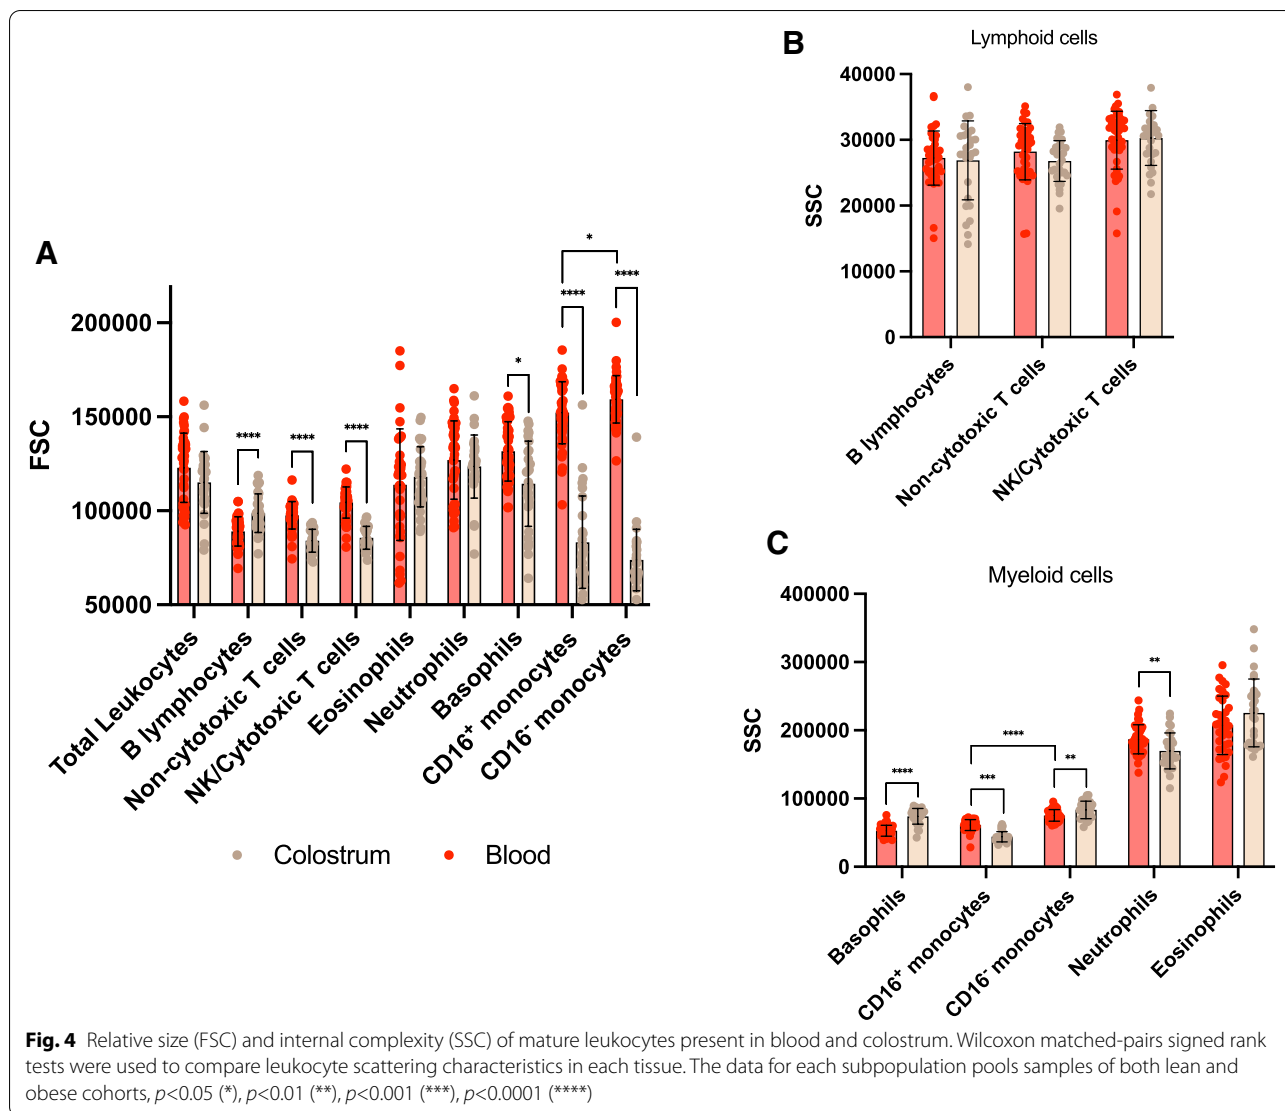 A
FSC
200000
150000
100000
50000
****
****
****
*
****
*
****
Total Leukocytes
B lymphocytes
Non-cytotoxic T cells
NK/Cytotoxic T cells
Eosinophils
Neutrophils
Basophils
CD16⁺ monocytes
CD16⁻ monocytes
Colostrum
Blood
B
Lymphoid cells
SSC
40000
30000
20000
10000
0
B lymphocytes
Non-cytotoxic T cells
NK/Cytotoxic T cells
C
Myeloid cells
SSC
400000
300000
200000
100000
0
****
***
****
**
**
Basophils
CD16⁺ monocytes
CD16⁻ monocytes
Neutrophils
Eosinophils
Fig. 4 Relative size (FSC) and internal complexity (SSC) of mature leukocytes present in blood and colostrum. Wilcoxon matched-pairs signed rank
tests were used to compare leukocyte scattering characteristics in each tissue. The data for each subpopulation pools samples of both lean and
obese cohorts, p<0.05 (*), p<0.01 (**), p<0.001 (***), p<0.0001 (****)